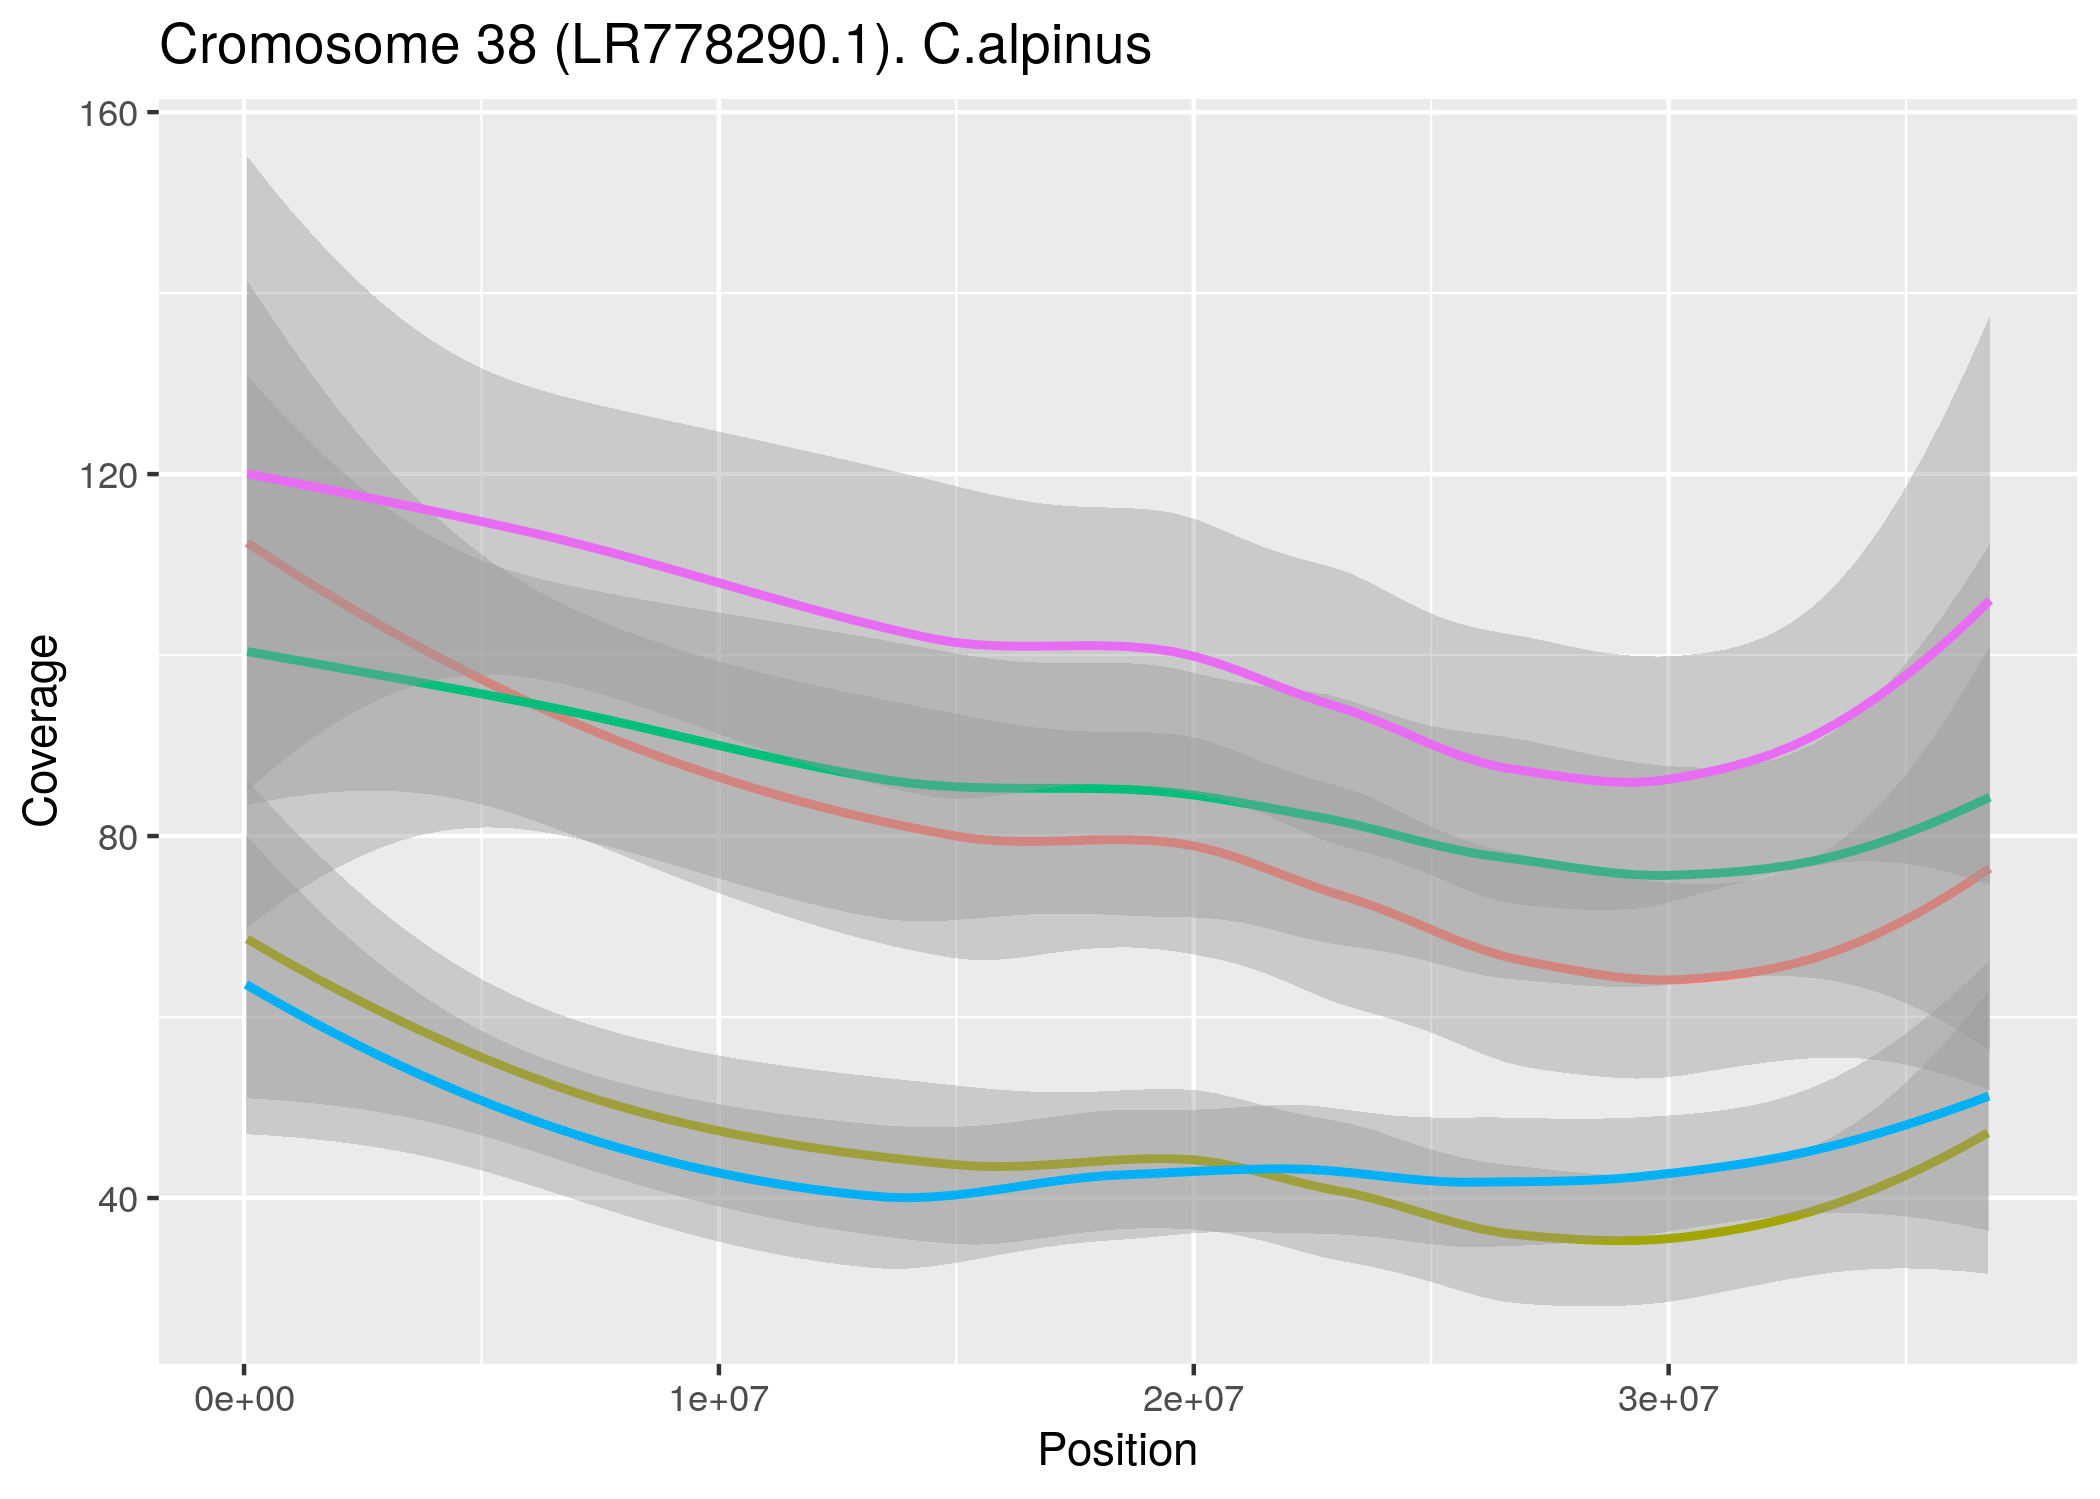 Cromosome 38 (LR778290.1). C.alpinus
160
120
80
40
Coverage
0e+00 1e+07 2e+07 3e+07
Position